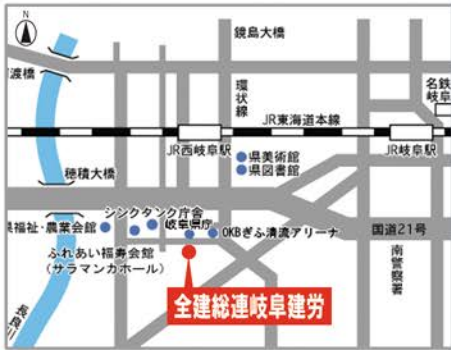 N
鏡島大橋
渡橋
環状線
名鉄
岐阜
JR東海道本線
JR西岐阜駅
JR岐阜駅
県美術館
県図書館
穂積大橋
シンクタンク庁舎
岐阜県庁
県福祉・農業会館
OKBぎふ清流アリーナ
国道21号
ふれあい福寿会館
(サラマンカホール)
南警察署
全建総連岐阜建労
長良川